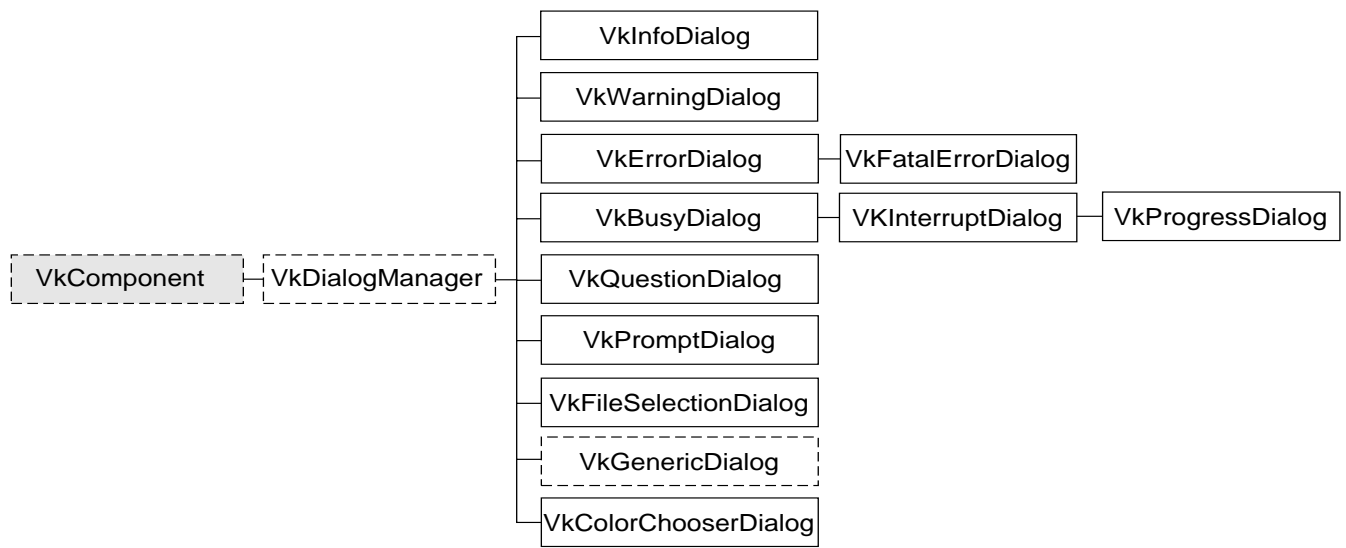 VkInfoDialog
VkWarningDialog
VkErrorDialog
VkFatalErrorDialog
VkBusyDialog
VKInterruptDialog
VkProgressDialog
VkComponent
VkDialogManager
VkQuestionDialog
VkPromptDialog
VkFileSelectionDialog
VkGenericDialog
VkColorChooserDialog